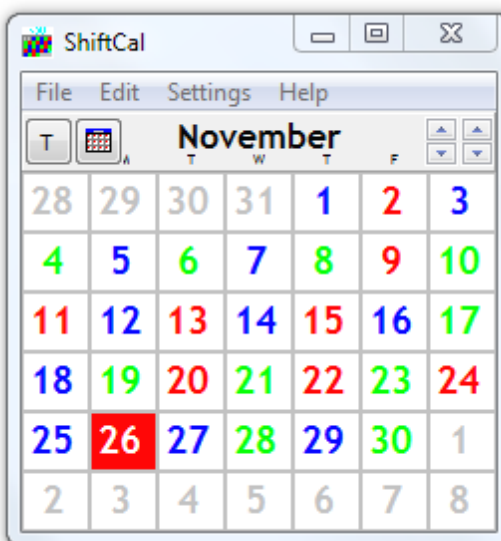 ShiftCal
File Edit Settings Help
T November
T W T F
28 29 30 31 1 2 3
4 5 6 7 8 9 10
11 12 13 14 15 16 17
18 19 20 21 22 23 24
25 26 27 28 29 30 1
2 3 4 5 6 7 8